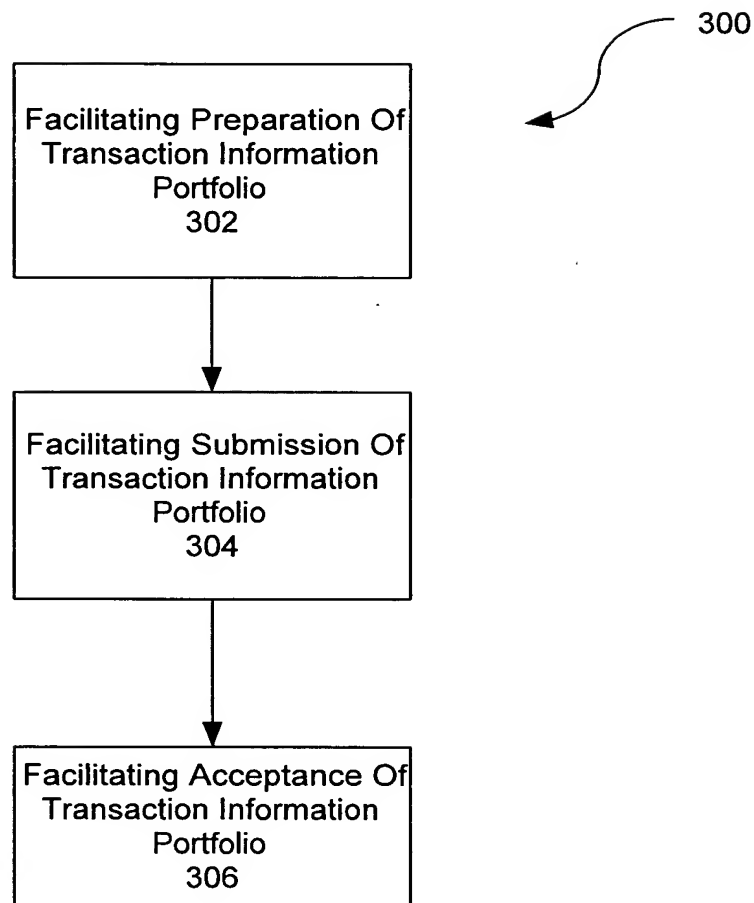 300
Facilitating Preparation Of
Transaction Information
Portfolio
302
Facilitating Submission Of
Transaction Information
Portfolio
304
Facilitating Acceptance Of
Transaction Information
Portfolio
306